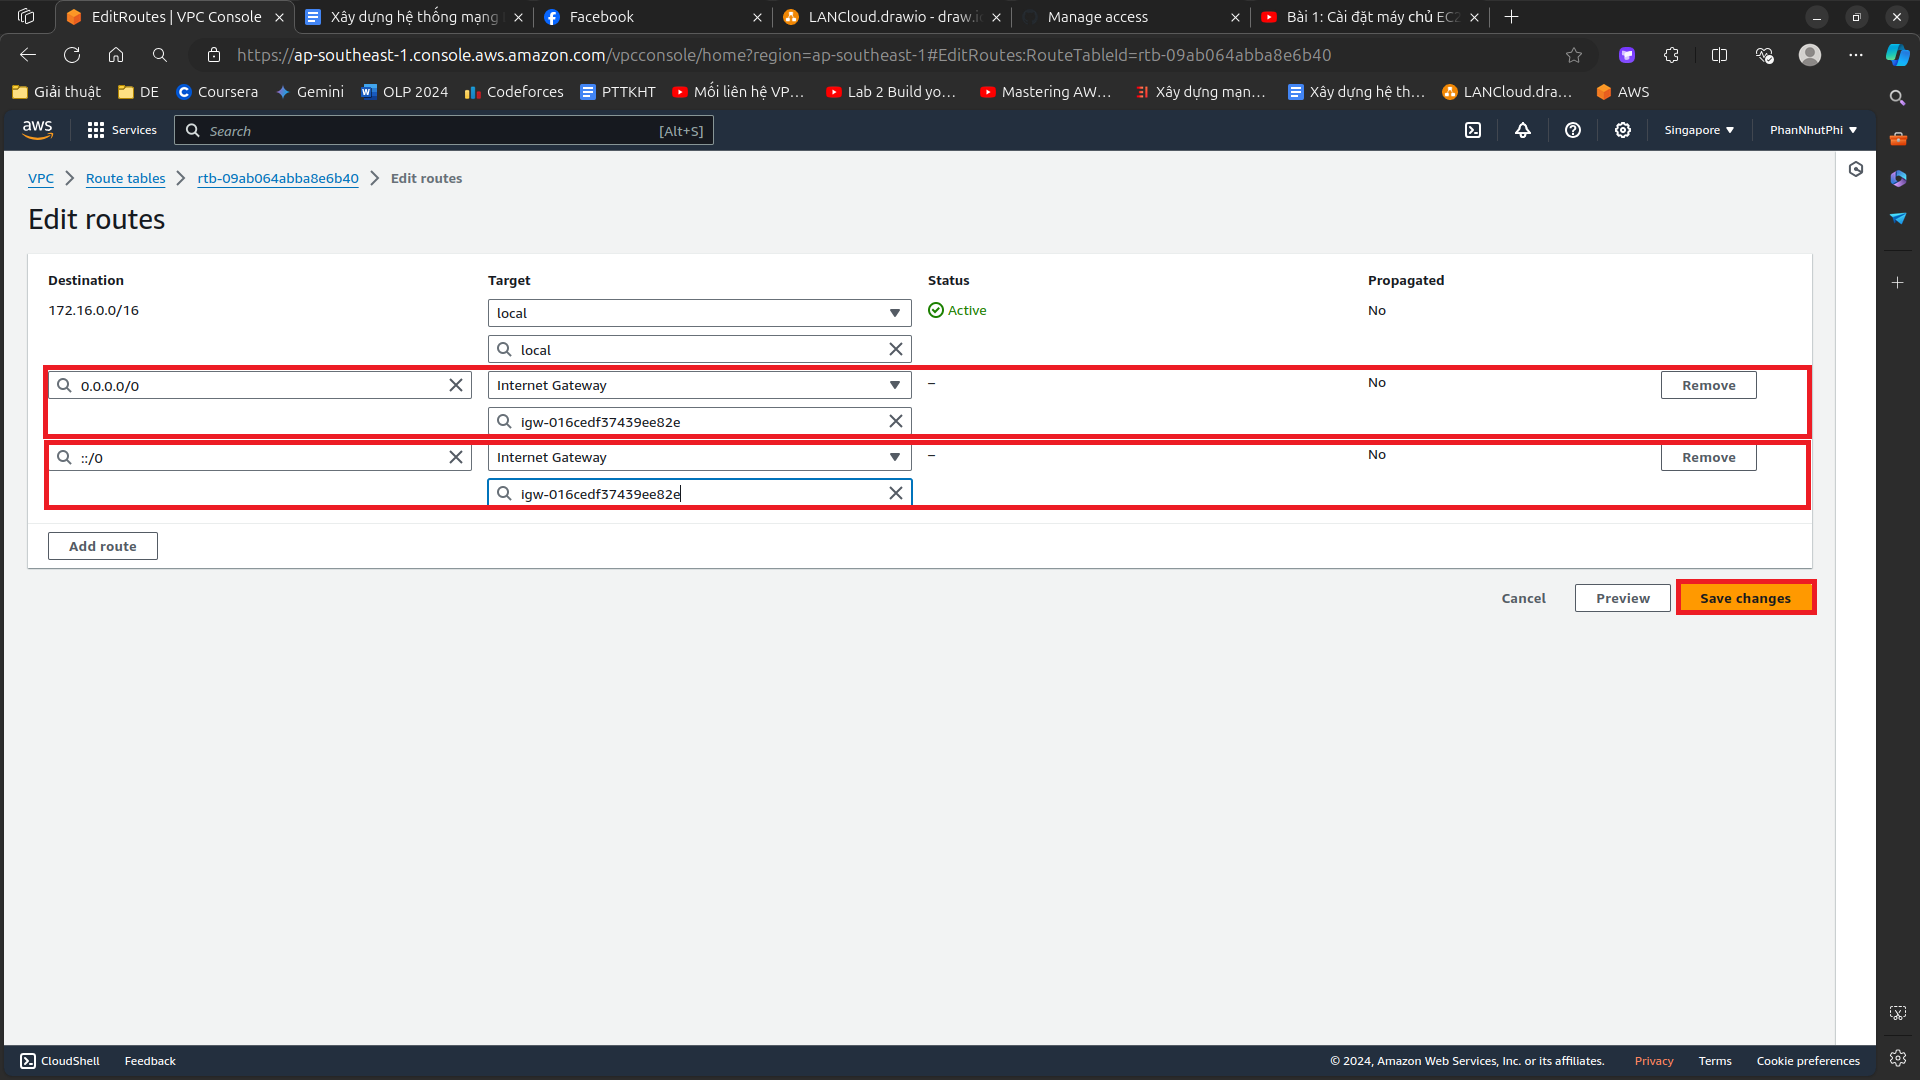 EditRoutes | VPC Console
Xây dựng hệ thống mạng
Facebook
LANCloud.drawio - draw.i
Manage access
Bài 1: Cài đặt máy chủ EC2
https://ap-southeast-1.console.aws.amazon.com/vpcconsole/home?region=ap-southeast-1#EditRoutes:RouteTableId=rtb-09ab064abba8e6b40
Giải thuật
DE
Coursera
Gemini
OLP 2024
Codeforces
PTTKHT
Mối liên hệ VP...
Lab 2 Build yo...
Mastering AW...
Xây dựng mạn...
Xây dựng hệ th...
LANCloud.dra...
AWS
aws
Services
Search
[Alt+S]
Singapore
PhanNhutPhi
VPC
Route tables
rtb-09ab064abba8e6b40
Edit routes
Edit routes
Destination
Target
Status
Propagated
172.16.0.0/16
local
Active
No
local
0.0.0.0/0
Internet Gateway
–
No
Remove
igw-016cedf37439ee82e
::/0
Internet Gateway
–
No
Remove
igw-016cedf37439ee82e
Add route
Cancel
Preview
Save changes
CloudShell
Feedback
© 2024, Amazon Web Services, Inc. or its affiliates.
Privacy
Terms
Cookie preferences